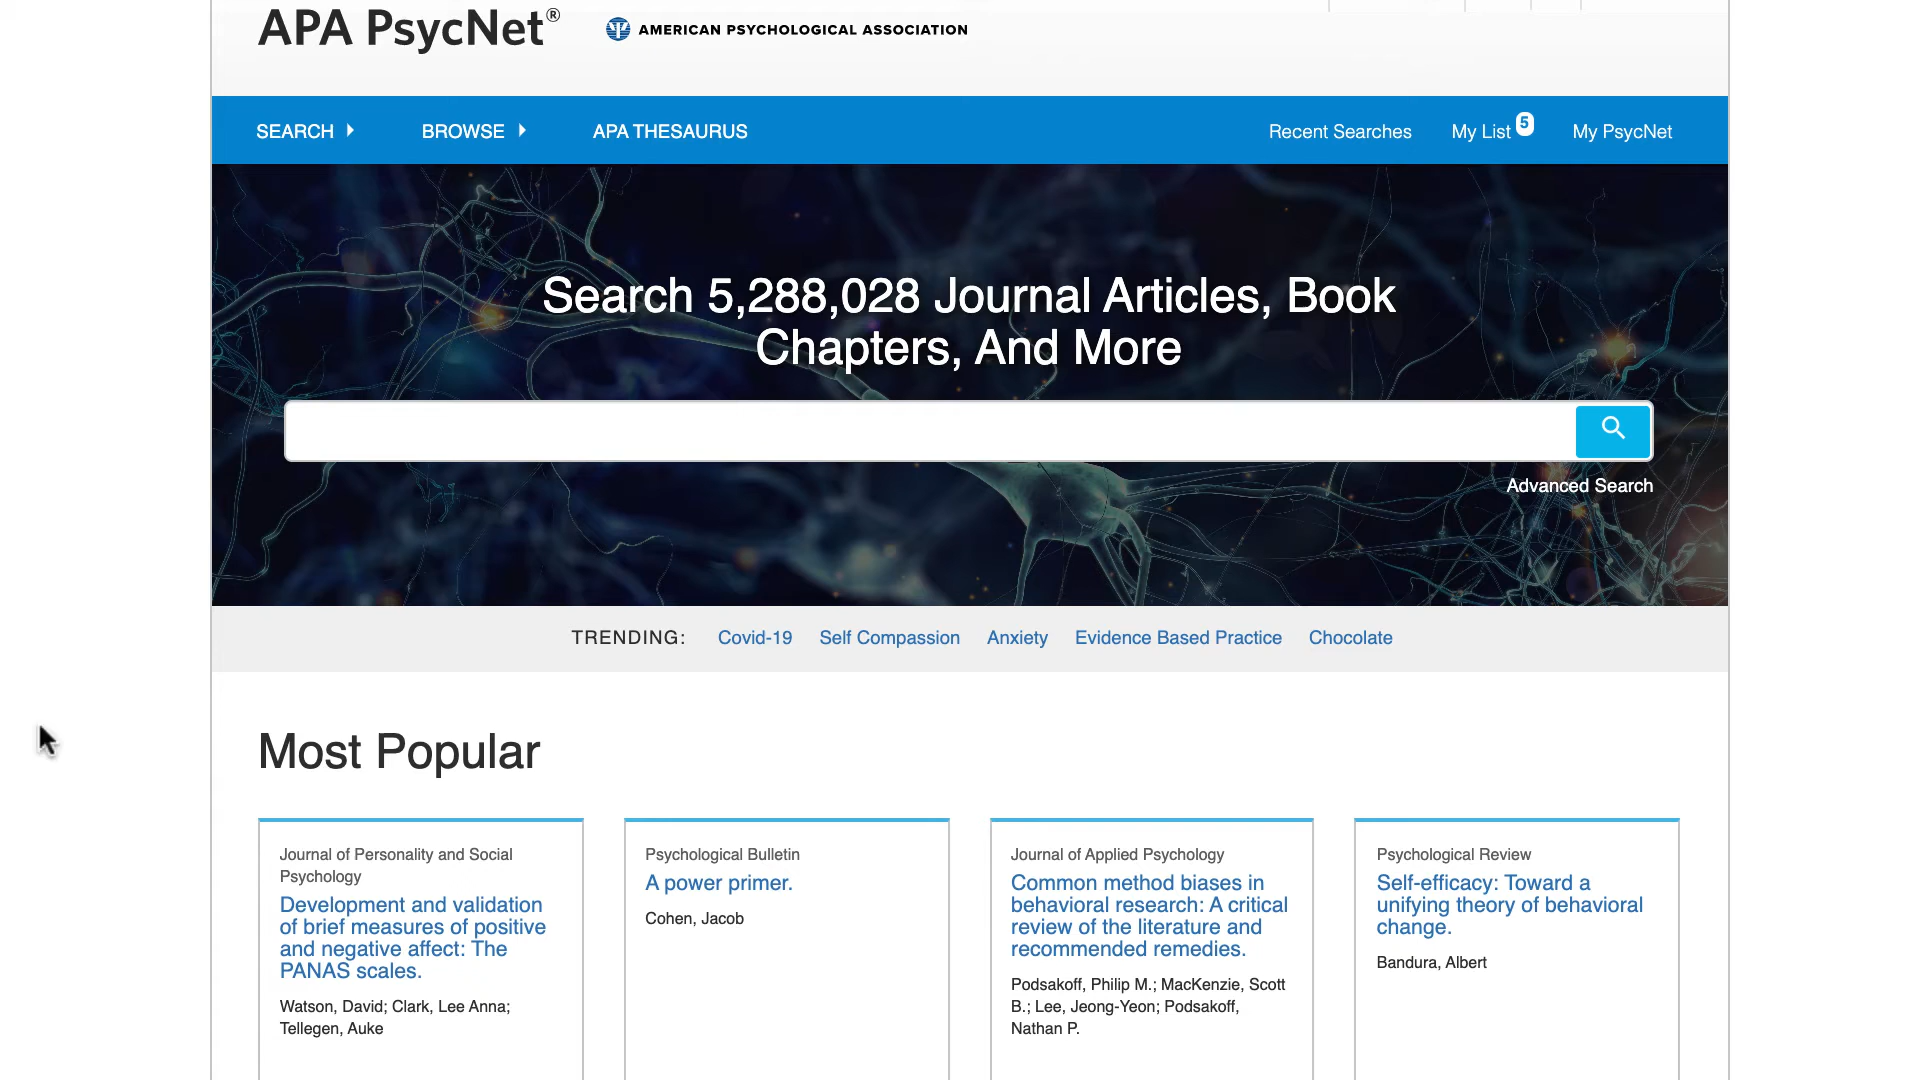 APA PsycNet®
AMERICAN PSYCHOLOGICAL ASSOCIATION
SEARCH
BROWSE
APA THESAURUS
Recent Searches
My List 5
My PsycNet
Search 5,288,028 Journal Articles, Book
Chapters, And More
Advanced Search
TRENDING: Covid-19 Self Compassion Anxiety Evidence Based Practice Chocolate
Most Popular
Journal of Personality and Social
Psychology
Development and validation
of brief measures of positive
and negative affect: The
PANAS scales.
Watson, David; Clark, Lee Anna;
Tellegen, Auke
Psychological Bulletin
A power primer.
Cohen, Jacob
Journal of Applied Psychology
Common method biases in
behavioral research: A critical
review of the literature and
recommended remedies.
Podsakoff, Philip M.; MacKenzie, Scott
B.; Lee, Jeong-Yeon; Podsakoff,
Nathan P.
Psychological Review
Self-efficacy: Toward a
unifying theory of behavioral
change.
Bandura, Albert